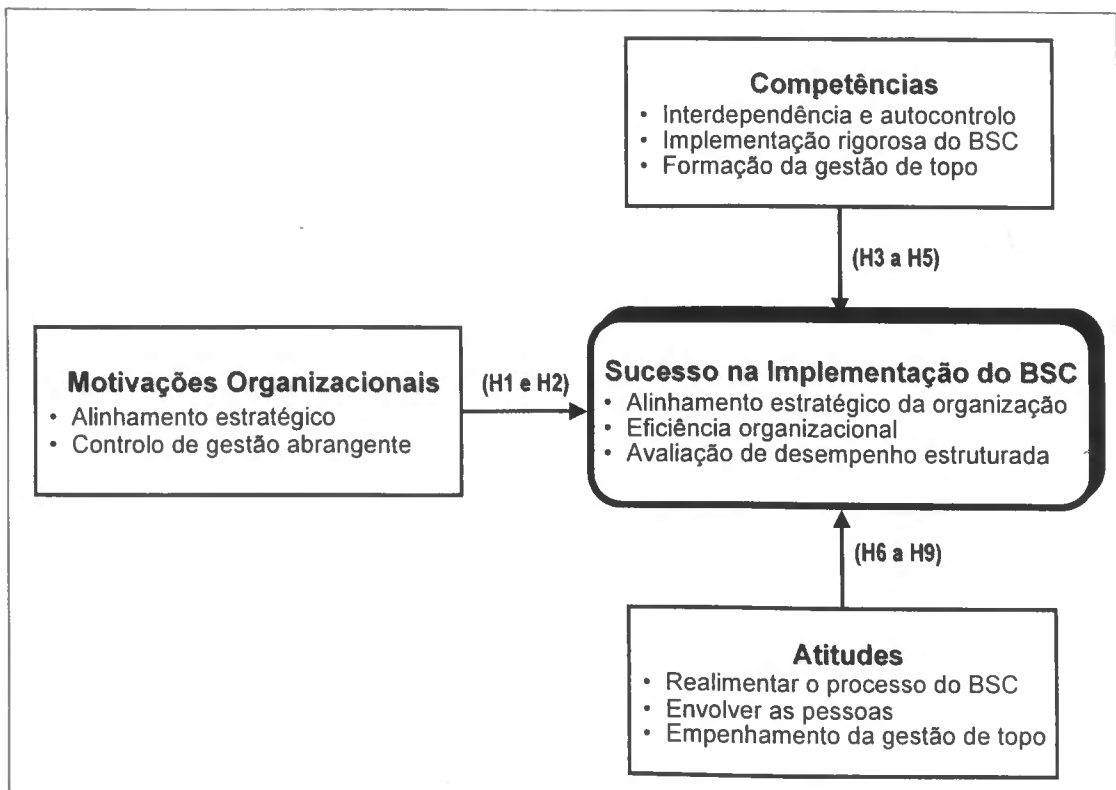 Competências
• Interdependência e autocontrolo
• Implementação rigorosa do BSC
• Formação da gestão de topo
(H3 a H5)
Motivações Organizacionais
• Alinhamento estratégico
• Controlo de gestão abrangente
(H1 e H2)
Sucesso na Implementação do BSC
• Alinhamento estratégico da organização
• Eficiência organizacional
• Avaliação de desempenho estruturada
(H6 a H9)
Atitudes
• Realimentar o processo do BSC
• Envolver as pessoas
• Empenhamento da gestão de topo